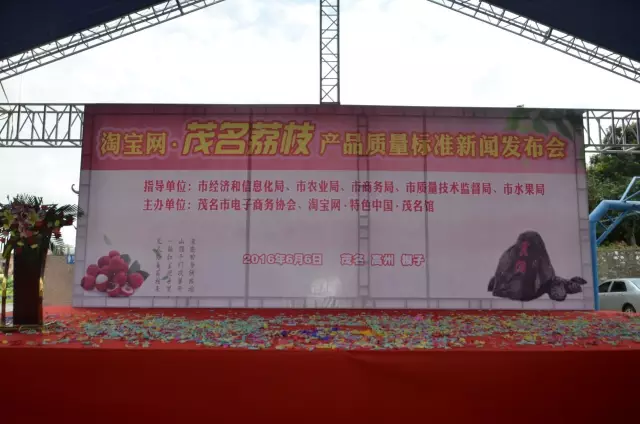 淘宝网·茂名荔枝产品质量标准新闻发布会
指导单位：市经济和信息化局、市农业局、市商务局、市质量技术监督局、市水果局
主办单位：茂名市电子商务协会、淘宝网·特色中国·茂名馆
2016年6月6日 茂名 高州 根子